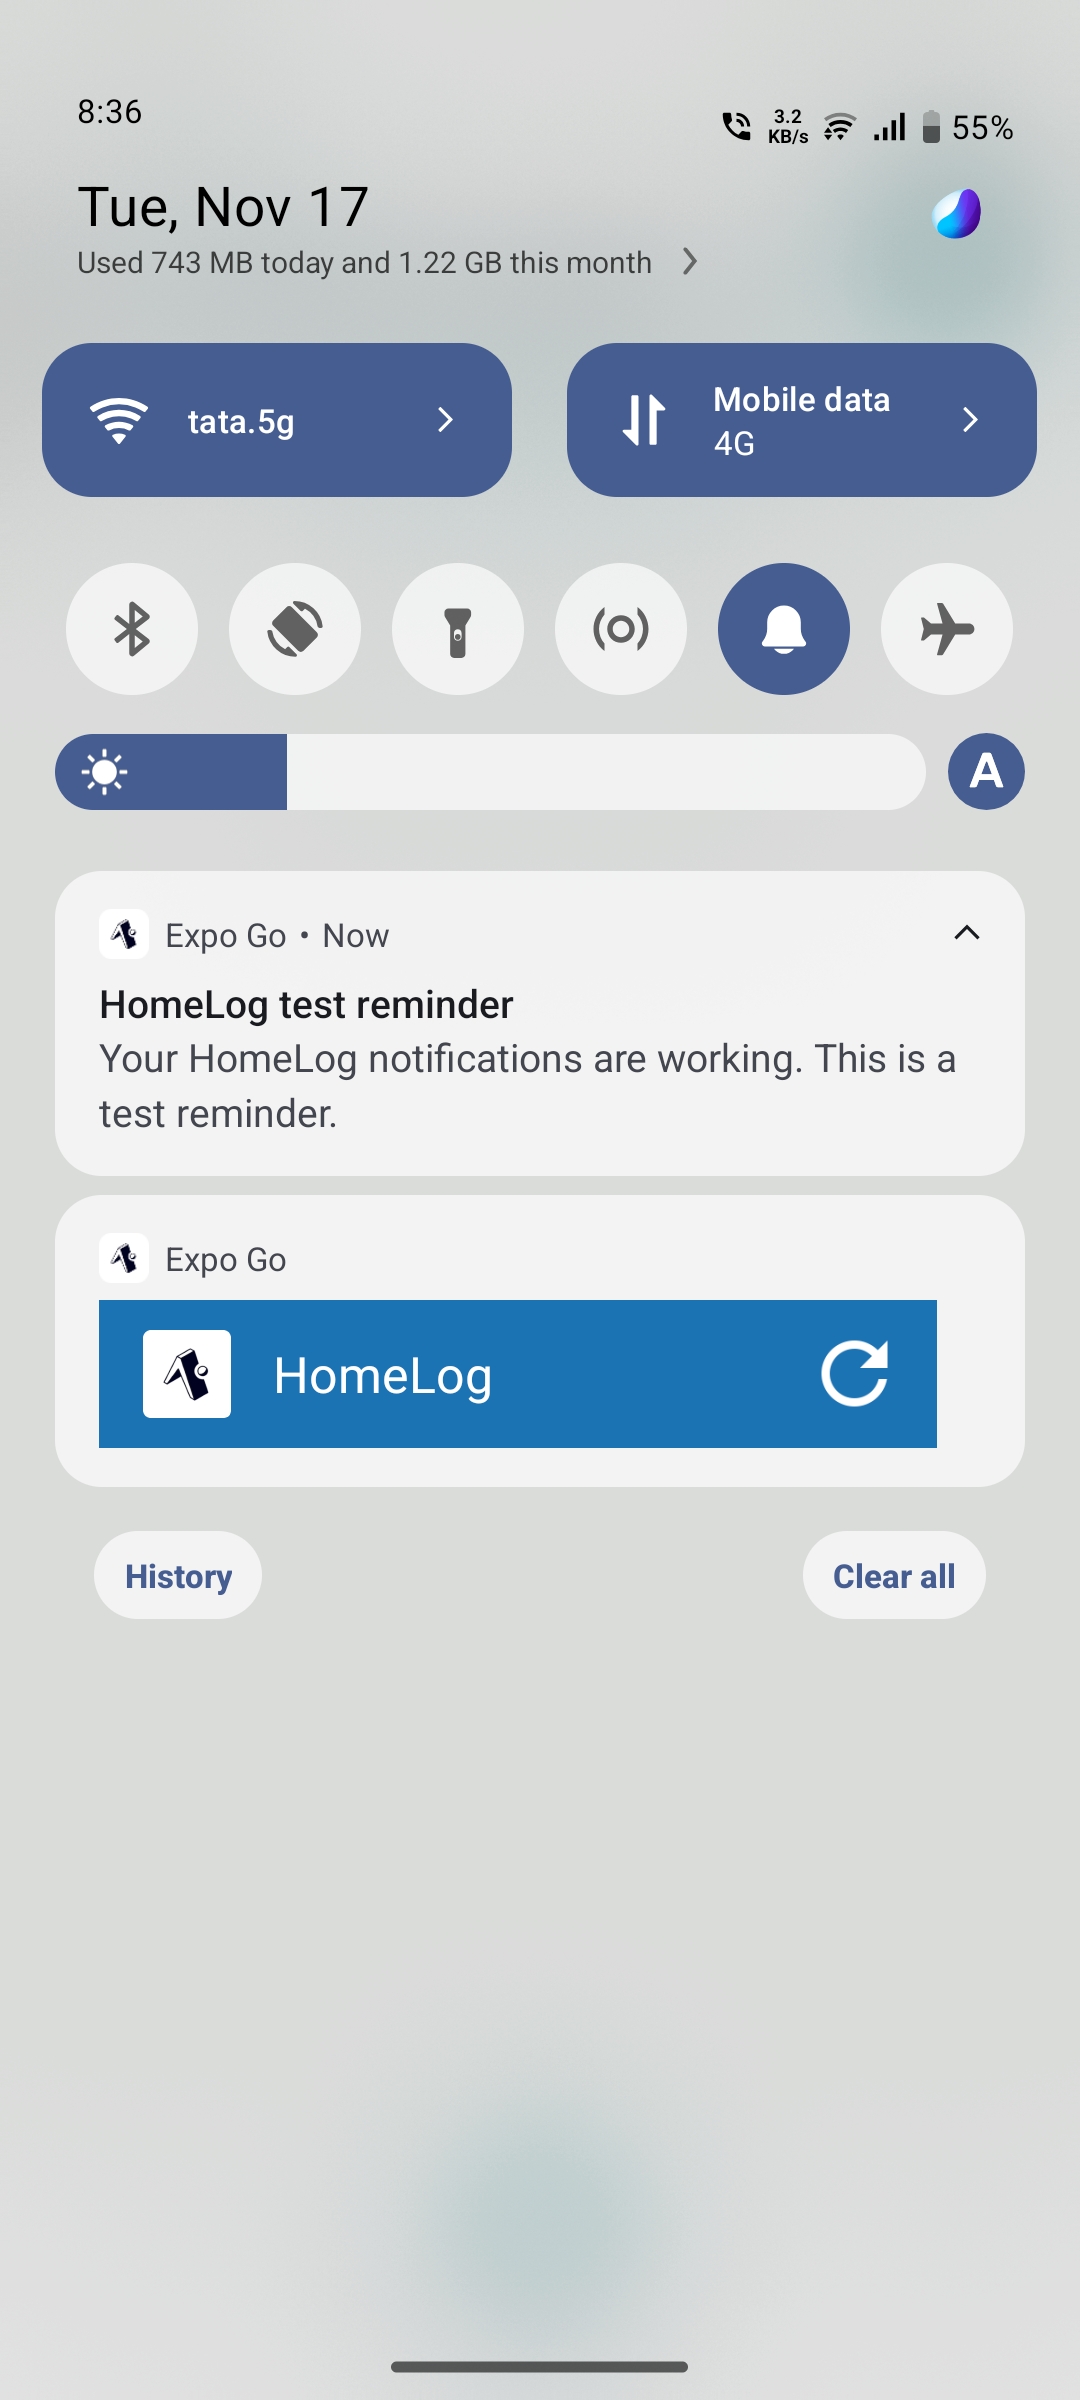 8:36
3.2
KB/s
55%
Tue, Nov 17
Used 743 MB today and 1.22 GB this month
tata.5g
Mobile data
4G
A
Expo Go • Now
HomeLog test reminder
Your HomeLog notifications are working. This is a
test reminder.
Expo Go
HomeLog
History
Clear all